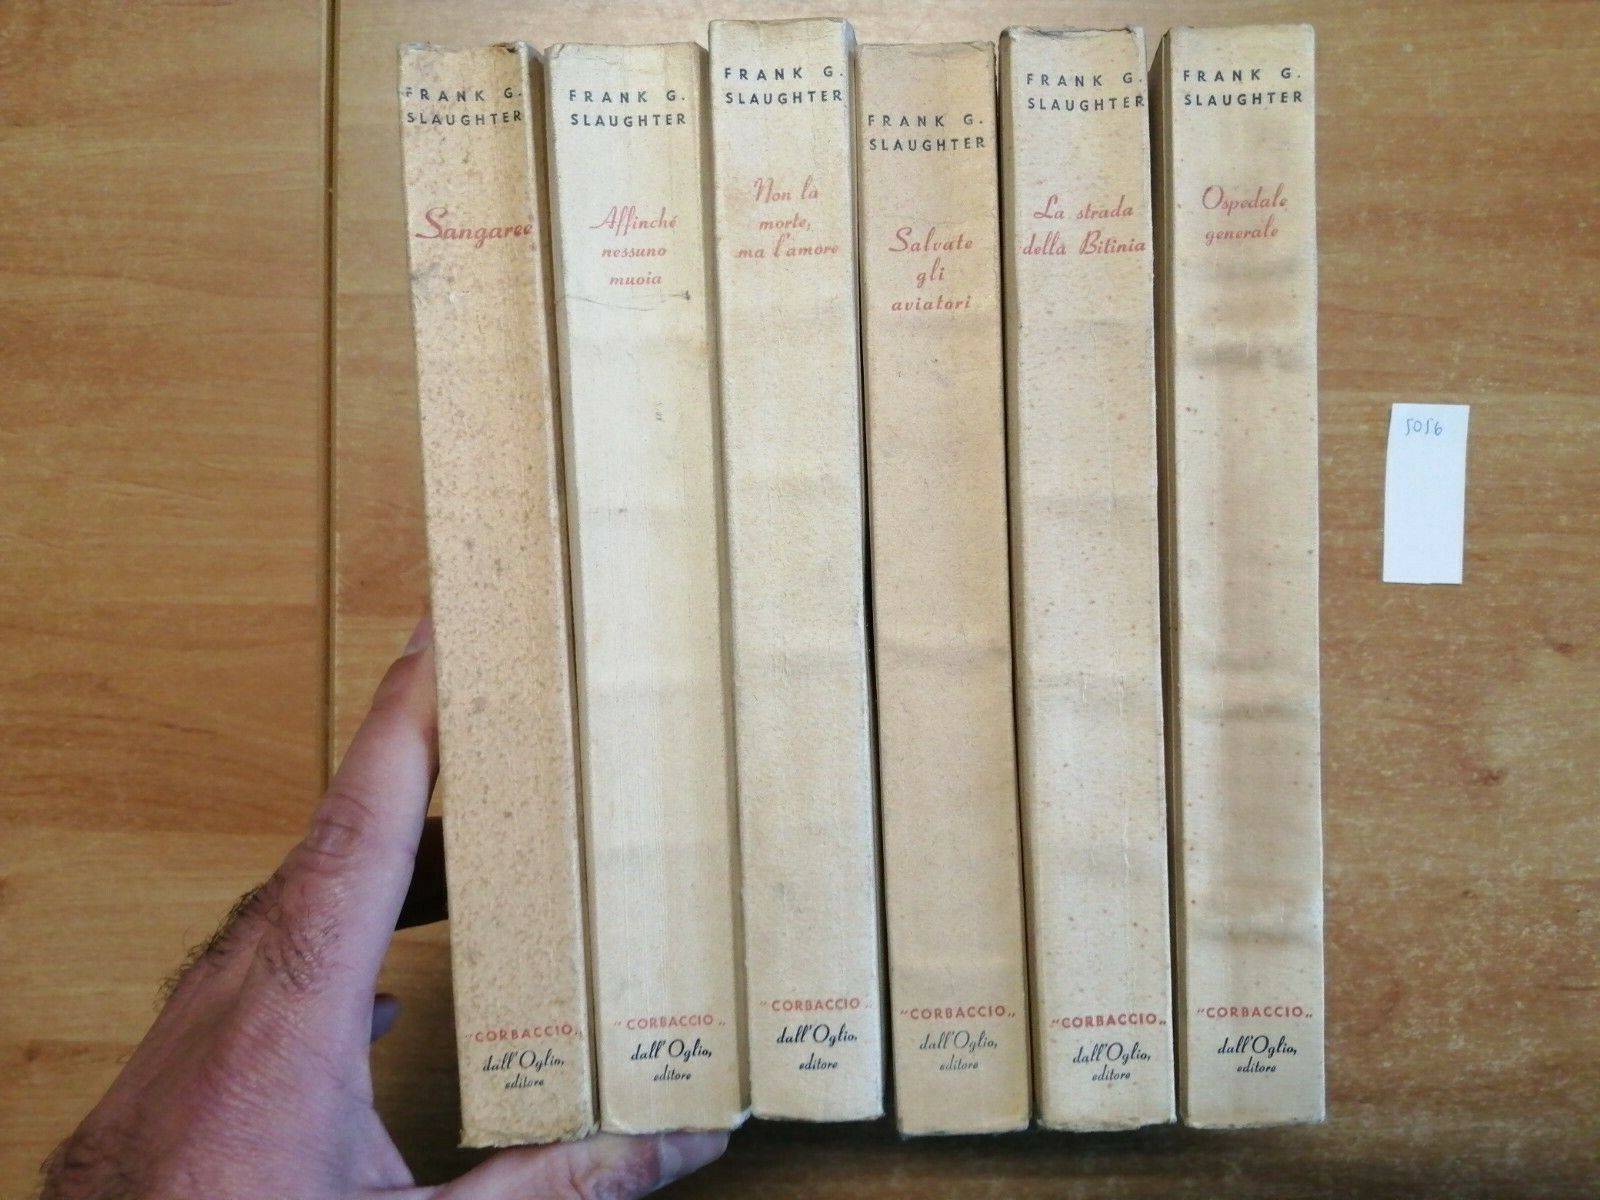 FRANK G.
SLAUGHTER
Sangaree
"CORBACCIO„
dall'Oglio,
editore
FRANK G.
SLAUGHTER
Affinché
nessuno
muoia
"CORBACCIO„
dall'Oglio,
editore
FRANK G.
SLAUGHTER
Non la
morte,
ma l'amore
"CORBACCIO„
dall'Oglio,
editore
FRANK G.
SLAUGHTER
Salvate
gli
aviatori
"CORBACCIO„
dall'Oglio,
editore
FRANK G.
SLAUGHTER
La strada
della Bitinia
"CORBACCIO„
dall'Oglio,
editore
FRANK G.
SLAUGHTER
Ospedale
generale
"CORBACCIO„
dall'Oglio,
editore
5056